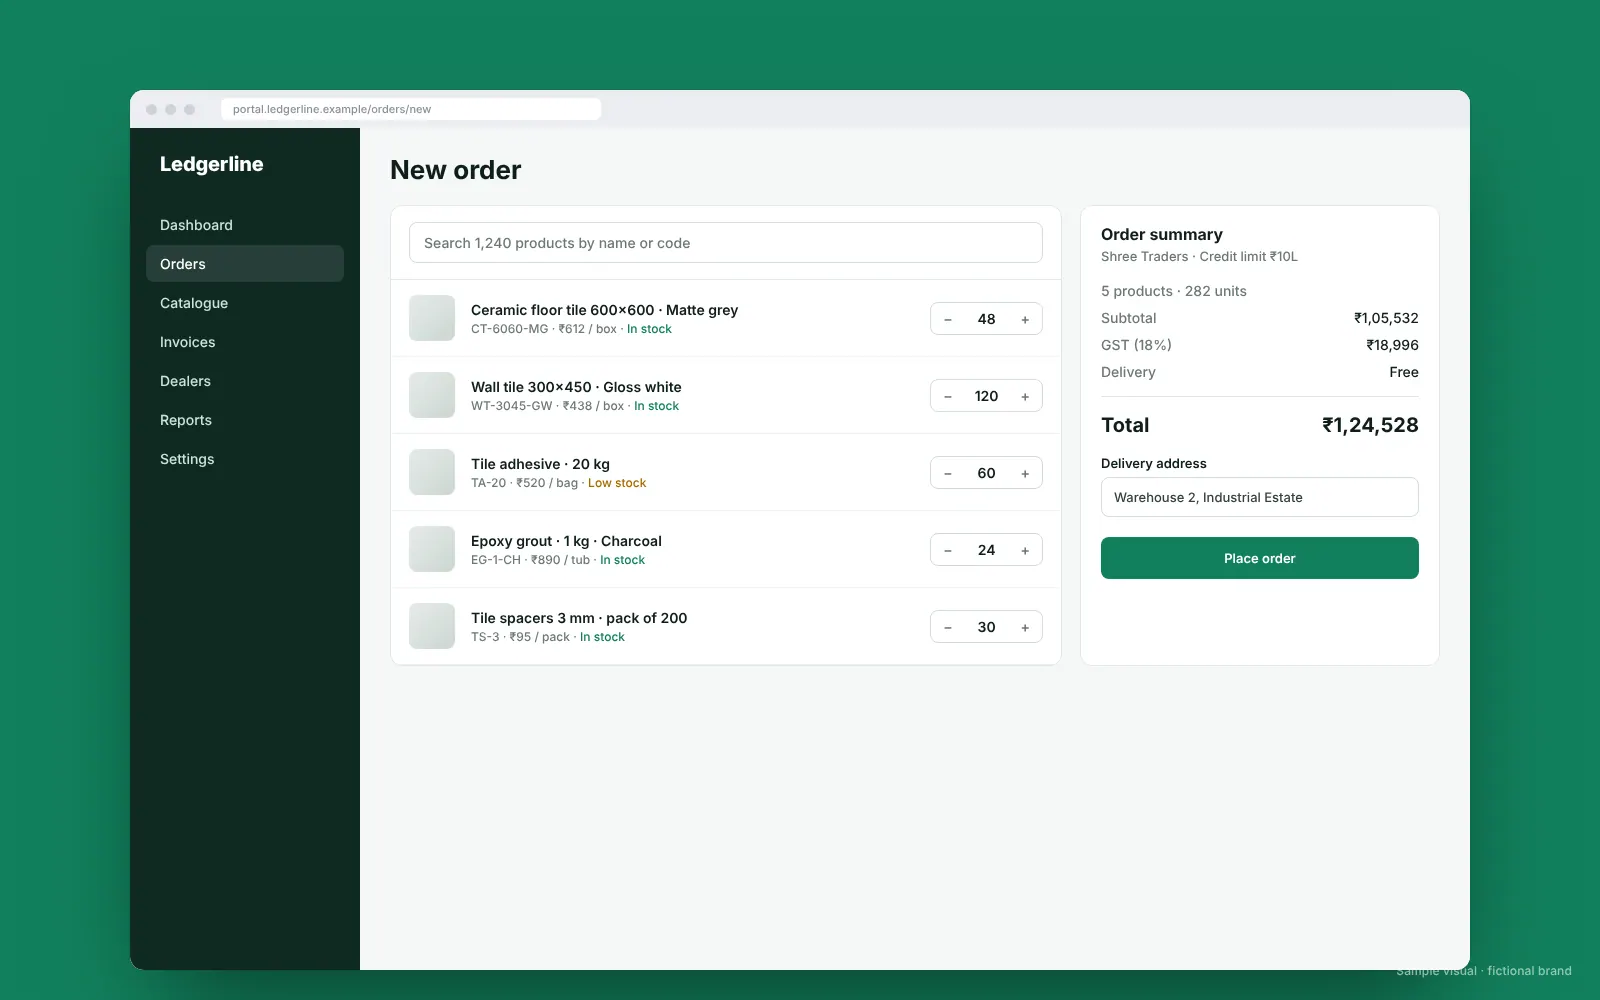 portal.ledgerline.example/orders/new
Ledgerline
Dashboard
Orders
Catalogue
Invoices
Dealers
Reports
Settings
New order
Search 1,240 products by name or code
Ceramic floor tile 600×600 · Matte grey
CT-6060-MG · ₹612 / box · In stock
− 48 +
Wall tile 300×450 · Gloss white
WT-3045-GW · ₹438 / box · In stock
− 120 +
Tile adhesive · 20 kg
TA-20 · ₹520 / bag · Low stock
− 60 +
Epoxy grout · 1 kg · Charcoal
EG-1-CH · ₹890 / tub · In stock
− 24 +
Tile spacers 3 mm · pack of 200
TS-3 · ₹95 / pack · In stock
− 30 +
Order summary
Shree Traders · Credit limit ₹10L
5 products · 282 units
Subtotal ₹1,05,532
GST (18%) ₹18,996
Delivery Free
Total ₹1,24,528
Delivery address
Warehouse 2, Industrial Estate
Place order
Sample visual · fictional brand